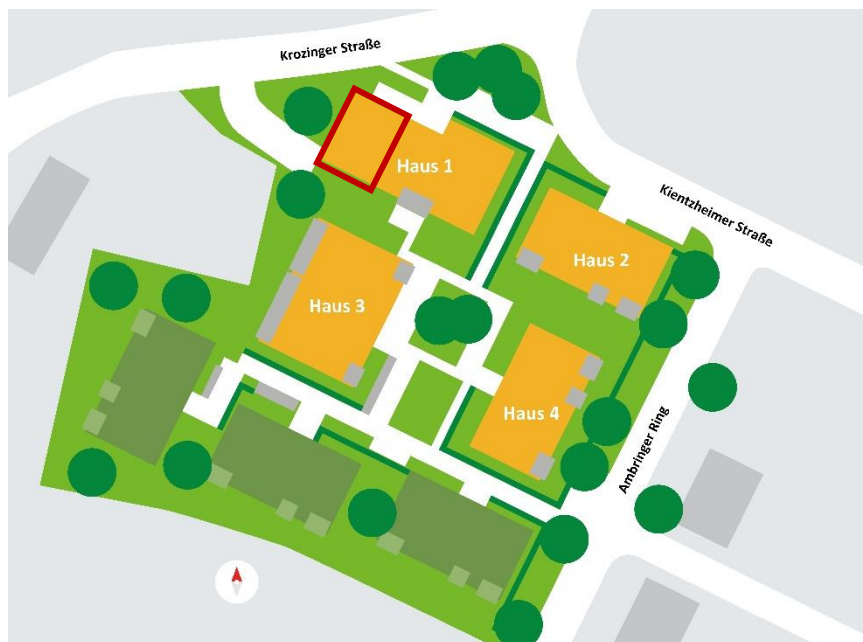 Krozinger Straße
Haus 1
Kientzheimer Straße
Haus 2
Haus 3
Haus 4
Ambringer Ring